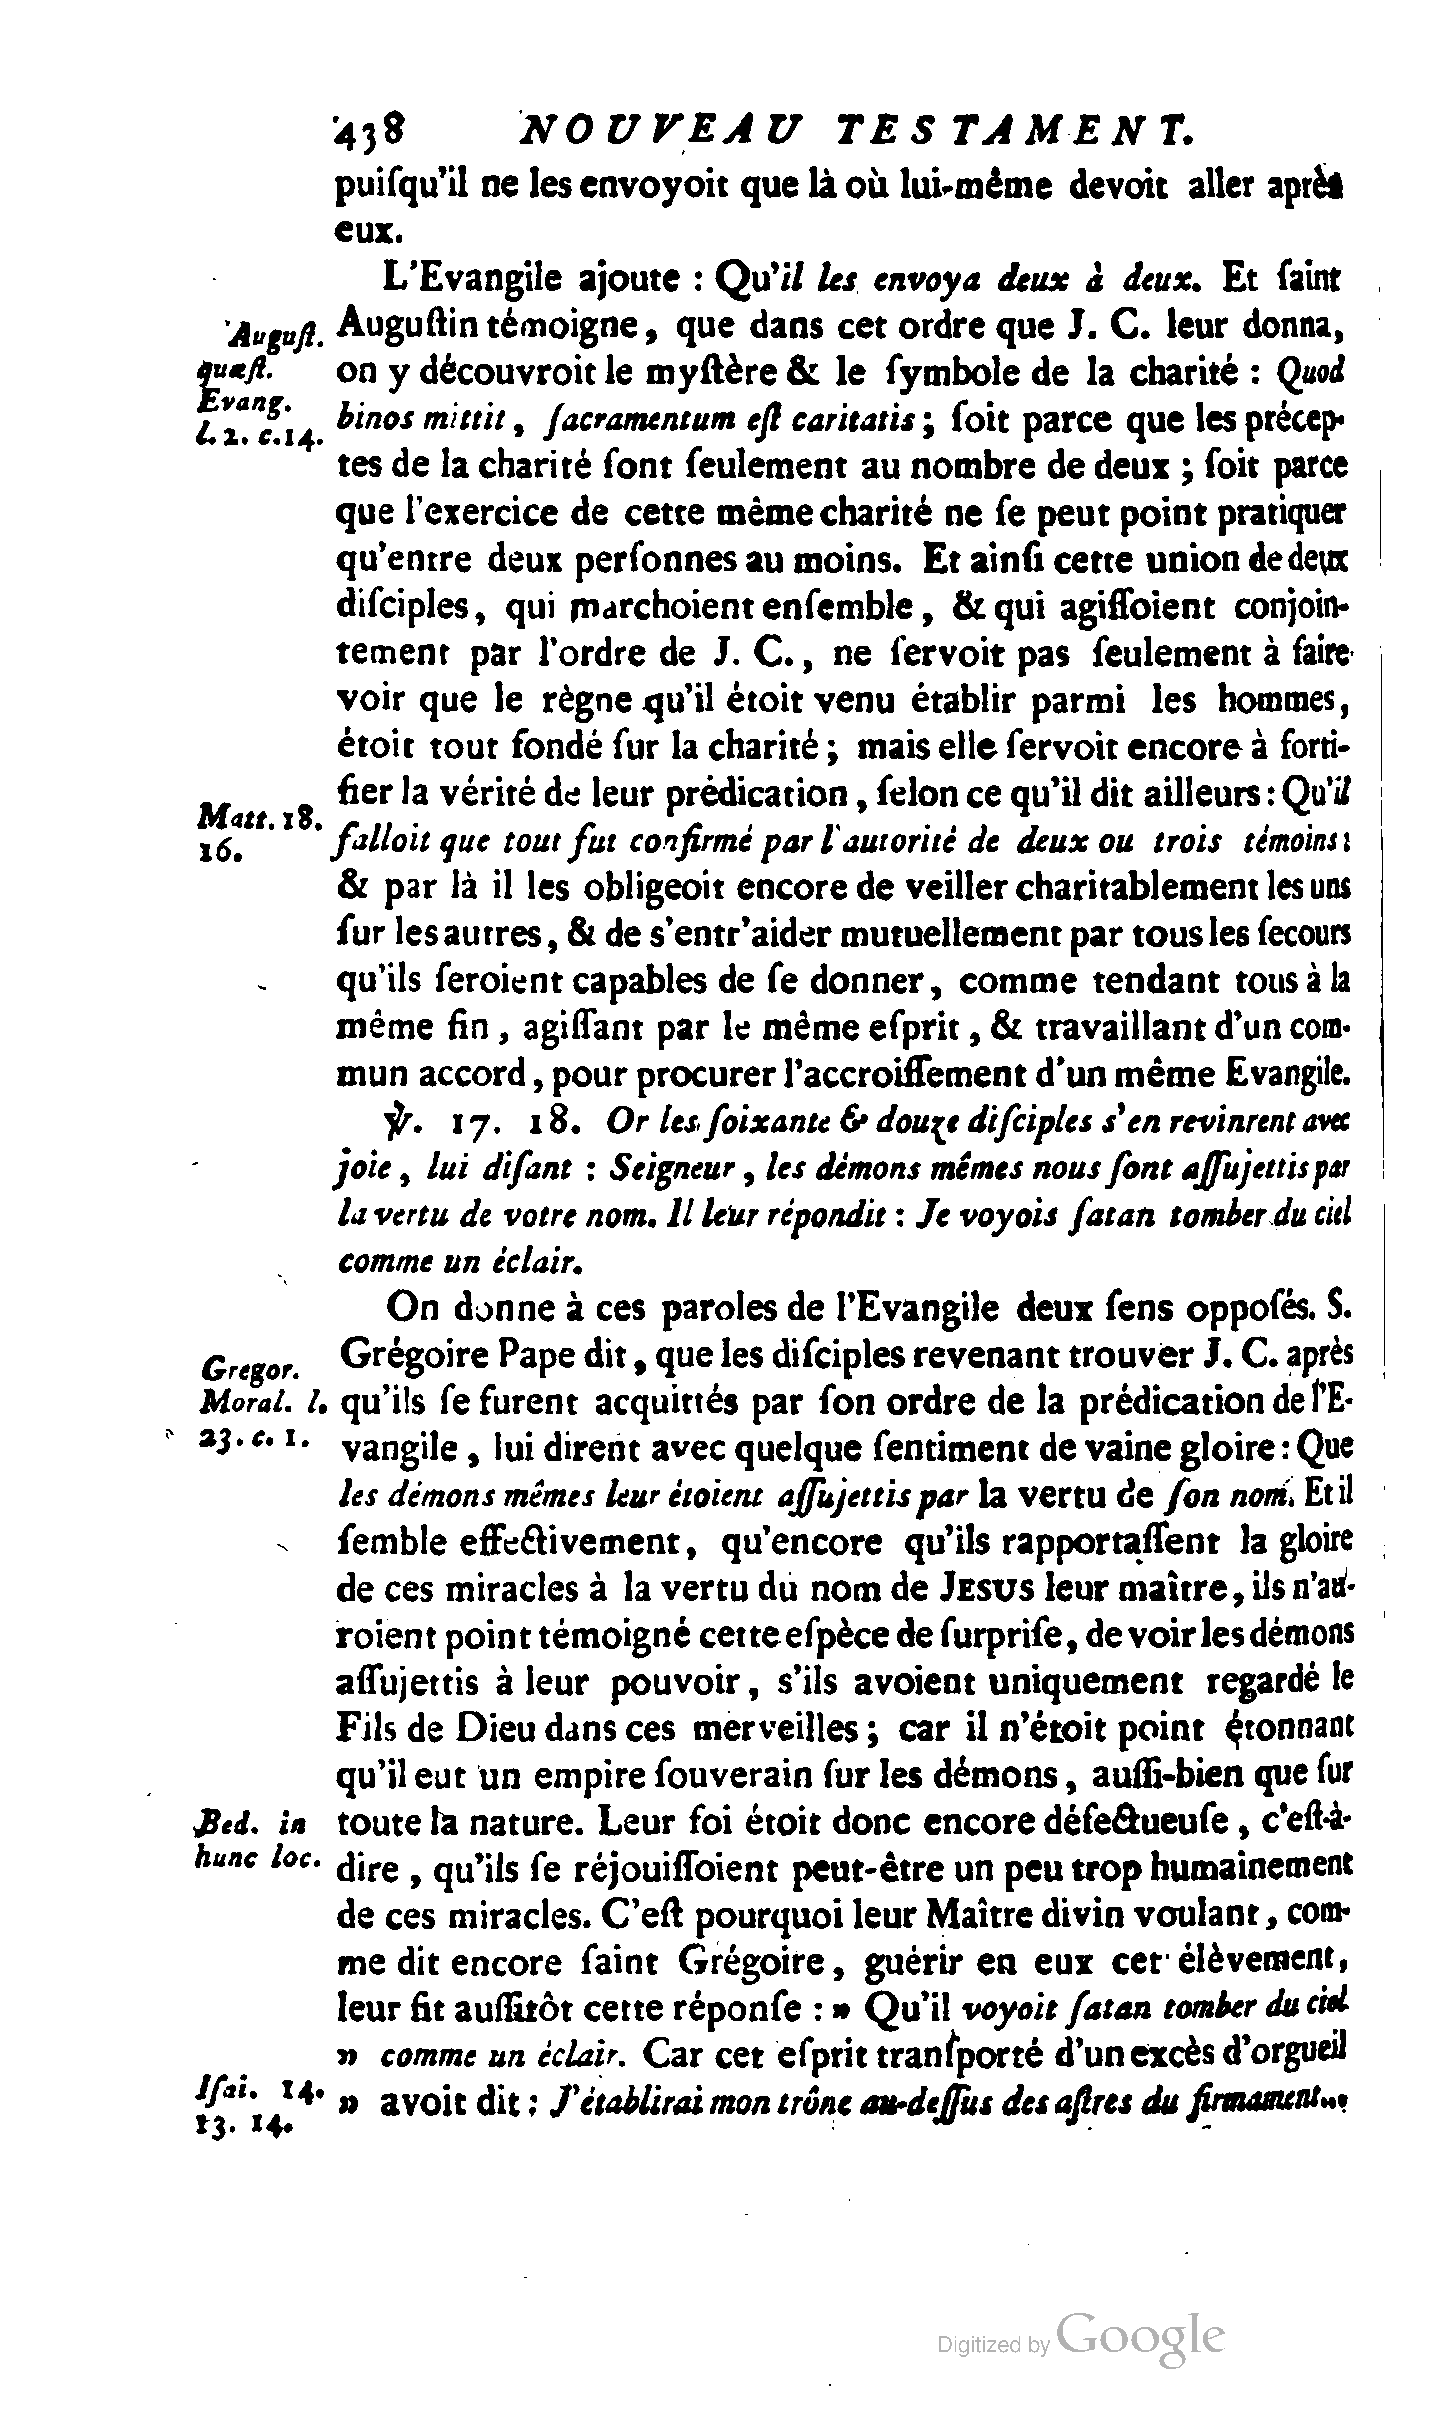 438 NOUVEAU TESTAMENT.
puiſqu'il ne les envoyoit que là où lui-même devoit aller après
eux.
L'Evangile ajoute : Qu'il les envoya deux à deux. Et ſaint
Auguſt. Auguſtin témoigne, que dans cet ordre que J. C. leur donna,
quæſt. on y découvroit le myſtère & le ſymbole de la charité : Quod
Evang.
l. 2. c. 14. binos mittit, ſacramentum eſt caritatis ; ſoit parce que les précep-
tes de la charité ſont ſeulement au nombre de deux ; ſoit parce
que l'exercice de cette même charité ne ſe peut point pratiquer
qu'entre deux perſonnes au moins. Et ainſi cette union de deux
diſciples, qui marchoient enſemble, & qui agiſſoient conjoin-
tement par l'ordre de J. C., ne ſervoit pas ſeulement à faire
voir que le règne qu'il étoit venu établir parmi les hommes,
étoit tout fondé ſur la charité ; mais elle ſervoit encore à forti-
fier la vérité de leur prédication, ſelon ce qu'il dit ailleurs : Qu'il
Matt. 18.
16. falloit que tout fut confirmé par l'autorité de deux ou trois témoins ;
& par là il les obligeoit encore de veiller charitablement les uns
ſur les autres, & de s'entr'aider mutuellement par tous les ſecours
qu'ils ſeroient capables de ſe donner, comme tendant tous à la
même fin, agiſſant par le même eſprit, & travaillant d'un com-
mun accord, pour procurer l'accroiſſement d'un même Evangile.
℣. 17. 18. Or les ſoixante & douze diſciples s'en revinrent avec
joie, lui diſant : Seigneur, les démons mêmes nous ſont aſſujettis par
la vertu de votre nom. Il leur répondit : Je voyois ſatan tomber du ciel
comme un éclair.
On donne à ces paroles de l'Evangile deux ſens oppoſés. S.
Gregor. Grégoire Pape dit, que les diſciples revenant trouver J. C. après
Moral. l. qu'ils ſe furent acquittés par ſon ordre de la prédication de l'E-
23. c. 1. vangile, lui dirent avec quelque ſentiment de vaine gloire : Que
les démons mêmes leur étoient aſſujettis par la vertu de ſon nom. Et il
ſemble effectivement, qu'encore qu'ils rapportaſſent la gloire
de ces miracles à la vertu du nom de JESUS leur maître, ils n'au-
roient point témoigné cette eſpèce de ſurpriſe, de voir les démons
aſſujettis à leur pouvoir, s'ils avoient uniquement regardé le
Fils de Dieu dans ces merveilles ; car il n'étoit point étonnant
qu'il eut un empire ſouverain ſur les démons, auſſi-bien que ſur
Bed. in toute la nature. Leur foi étoit donc encore défectueuſe, c'eſt-à-
hunc loc. dire, qu'ils ſe réjouiſſoient peut-être un peu trop humainement
de ces miracles. C'eſt pourquoi leur Maître divin voulant, com-
me dit encore ſaint Grégoire, guérir en eux cet élèvement,
leur fit auſſitôt cette réponſe : » Qu'il voyoit ſatan tomber du ciel
» comme un éclair. Car cet eſprit tranſporté d'un excès d'orgueil
Iſai. 14. » avoit dit : J'établirai mon trône au-deſſus des aſtres du firmament...
13. 14.
Digitized by Google